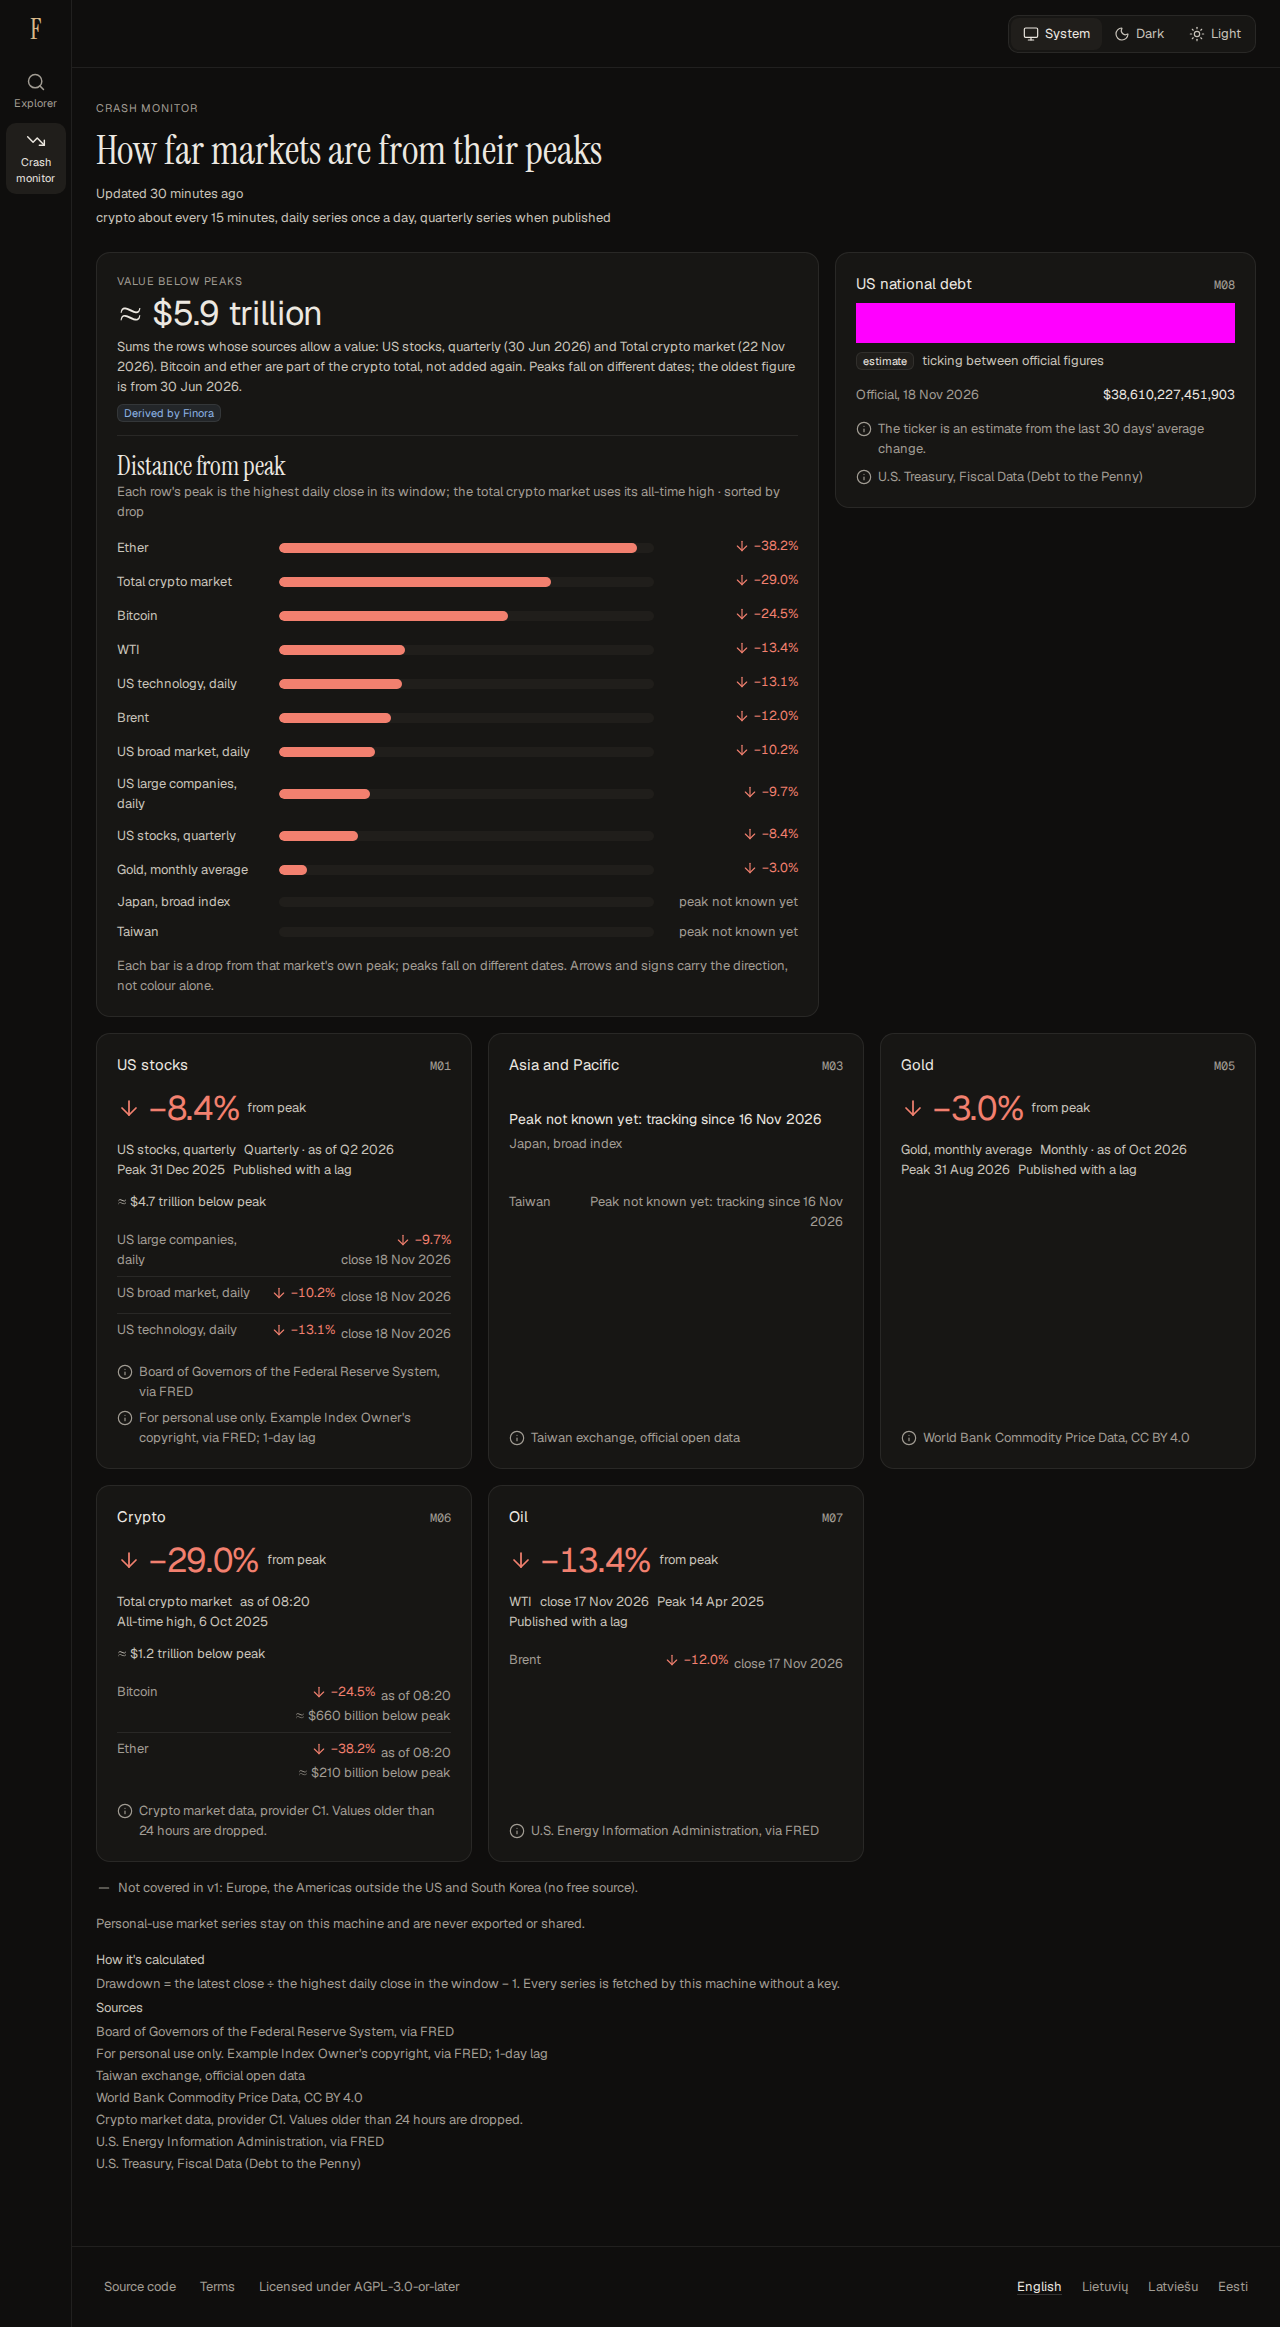 F
System
Dark
Light
Explorer
Crash
monitor
CRASH MONITOR
How far markets are from their peaks
Updated 30 minutes ago
crypto about every 15 minutes, daily series once a day, quarterly series when published
VALUE BELOW PEAKS
≈ $5.9 trillion
Sums the rows whose sources allow a value: US stocks, quarterly (30 Jun 2026) and Total crypto market (22 Nov
2026). Bitcoin and ether are part of the crypto total, not added again. Peaks fall on different dates; the oldest figure
is from 30 Jun 2026.
Derived by Finora
Distance from peak
Each row's peak is the highest daily close in its window; the total crypto market uses its all-time high · sorted by
drop
Ether ↓ −38.2%
Total crypto market ↓ −29.0%
Bitcoin ↓ −24.5%
WTI ↓ −13.4%
US technology, daily ↓ −13.1%
Brent ↓ −12.0%
US broad market, daily ↓ −10.2%
US large companies,
daily ↓ −9.7%
US stocks, quarterly ↓ −8.4%
Gold, monthly average ↓ −3.0%
Japan, broad index peak not known yet
Taiwan peak not known yet
Each bar is a drop from that market's own peak; peaks fall on different dates. Arrows and signs carry the direction,
not colour alone.
US national debt M08
estimate ticking between official figures
Official, 18 Nov 2026 $38,610,227,451,903
The ticker is an estimate from the last 30 days' average
change.
U.S. Treasury, Fiscal Data (Debt to the Penny)
US stocks M01
↓ −8.4% from peak
US stocks, quarterly Quarterly · as of Q2 2026
Peak 31 Dec 2025 Published with a lag
≈ $4.7 trillion below peak
US large companies,
daily
↓ −9.7%
close 18 Nov 2026
US broad market, daily ↓ −10.2% close 18 Nov 2026
US technology, daily ↓ −13.1% close 18 Nov 2026
Board of Governors of the Federal Reserve System,
via FRED
For personal use only. Example Index Owner's
copyright, via FRED; 1-day lag
Asia and Pacific M03
Peak not known yet: tracking since 16 Nov 2026
Japan, broad index
Taiwan Peak not known yet: tracking since 16 Nov
2026
Taiwan exchange, official open data
Gold M05
↓ −3.0% from peak
Gold, monthly average Monthly · as of Oct 2026
Peak 31 Aug 2026 Published with a lag
World Bank Commodity Price Data, CC BY 4.0
Crypto M06
↓ −29.0% from peak
Total crypto market as of 08:20
All-time high, 6 Oct 2025
≈ $1.2 trillion below peak
Bitcoin ↓ −24.5% as of 08:20
≈ $660 billion below peak
Ether ↓ −38.2% as of 08:20
≈ $210 billion below peak
Crypto market data, provider C1. Values older than
24 hours are dropped.
Oil M07
↓ −13.4% from peak
WTI close 17 Nov 2026 Peak 14 Apr 2025
Published with a lag
Brent ↓ −12.0% close 17 Nov 2026
U.S. Energy Information Administration, via FRED
— Not covered in v1: Europe, the Americas outside the US and South Korea (no free source).
Personal-use market series stay on this machine and are never exported or shared.
How it's calculated
Drawdown = the latest close ÷ the highest daily close in the window − 1. Every series is fetched by this machine without a key.
Sources
Board of Governors of the Federal Reserve System, via FRED
For personal use only. Example Index Owner's copyright, via FRED; 1-day lag
Taiwan exchange, official open data
World Bank Commodity Price Data, CC BY 4.0
Crypto market data, provider C1. Values older than 24 hours are dropped.
U.S. Energy Information Administration, via FRED
U.S. Treasury, Fiscal Data (Debt to the Penny)
Source code Terms Licensed under AGPL-3.0-or-later
English Lietuvių Latviešu Eesti